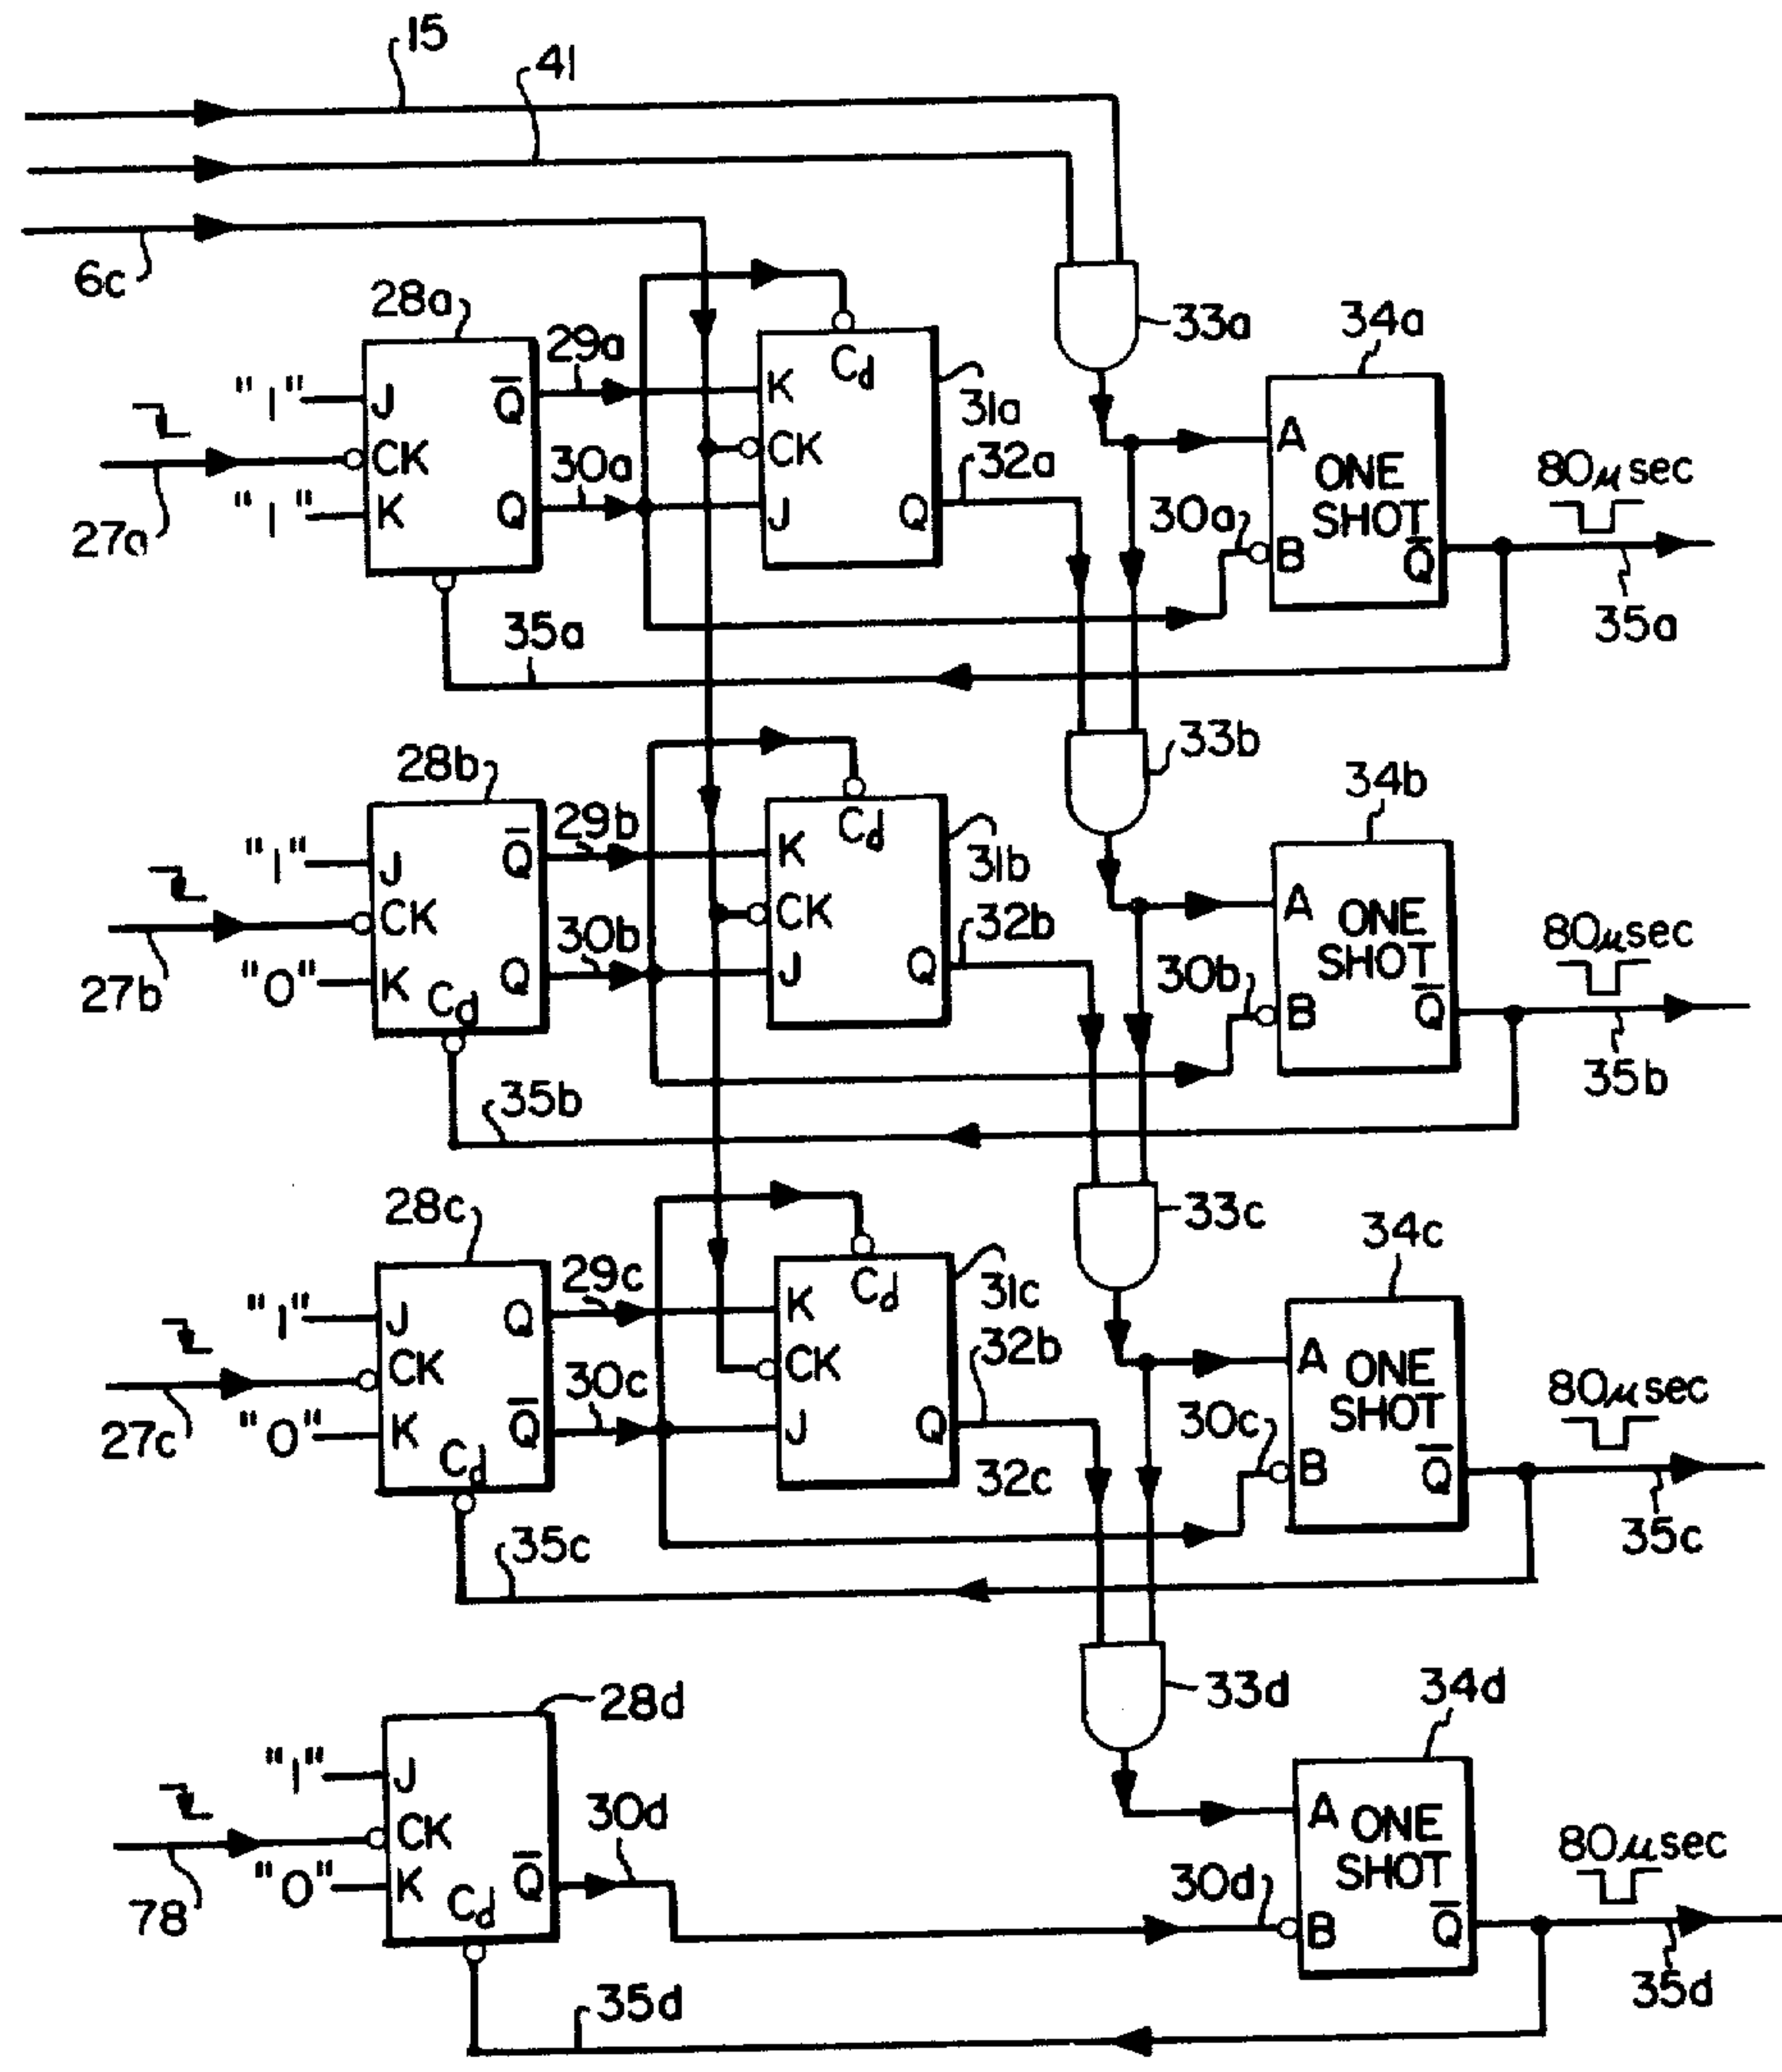 15
41
6c
28a
29a
33a
34a
"1" J Q̅
K Cd
31a
A
CK
30a
CK
32a
ONE SHOT
80μsec
27a
"1" K Q
J Q
30a
B Q̅
35a
35a
28b
33b
34b
29b
"1" J Q̅
K Cd
31b
A
CK
30b
CK
32b
ONE SHOT
80μsec
27b
"0" K Cd Q
J Q
30b
B Q̅
35b
35b
28c
33c
34c
29c
"1" J Q
K Cd
31c
A
CK
30c
CK
32b
ONE SHOT
80μsec
27c
"0" K Cd Q̅
J Q
32c
30c
B Q̅
35c
35c
28d
33d
34d
"1" J
A
CK
30d
ONE SHOT
80μsec
78
"0" K Cd Q̅
30d
B Q̅
35d
35d